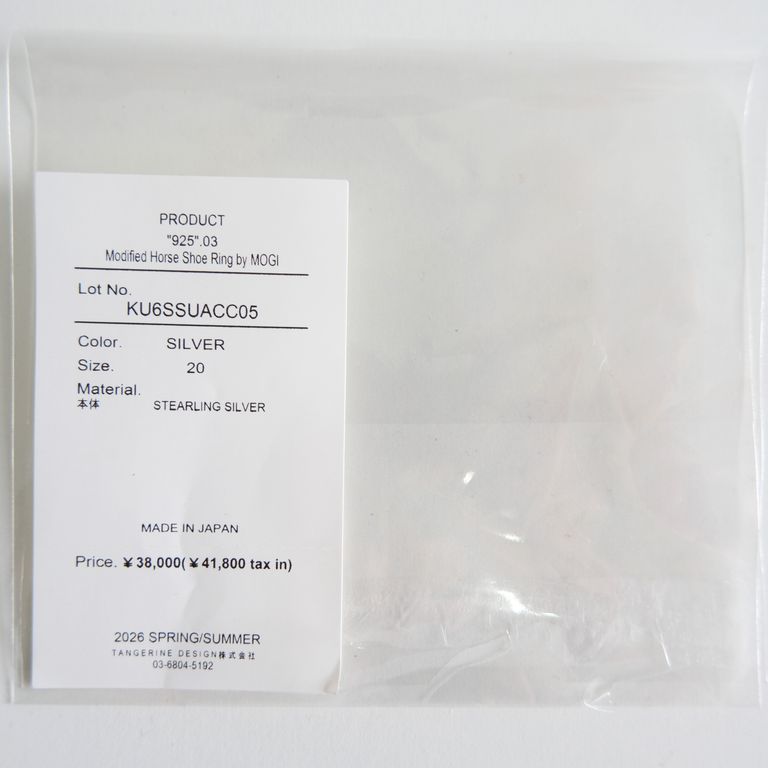 PRODUCT
"925".03
Modified Horse Shoe Ring by MOGI
Lot No.
KU6SSUACC05
Color. SILVER
Size. 20
Material.
本体 STEARLING SILVER
MADE IN JAPAN
Price. ¥38,000(¥41,800 tax in)
2026 SPRING/SUMMER
TANGERINE DESIGN株式会社
03-6804-5192